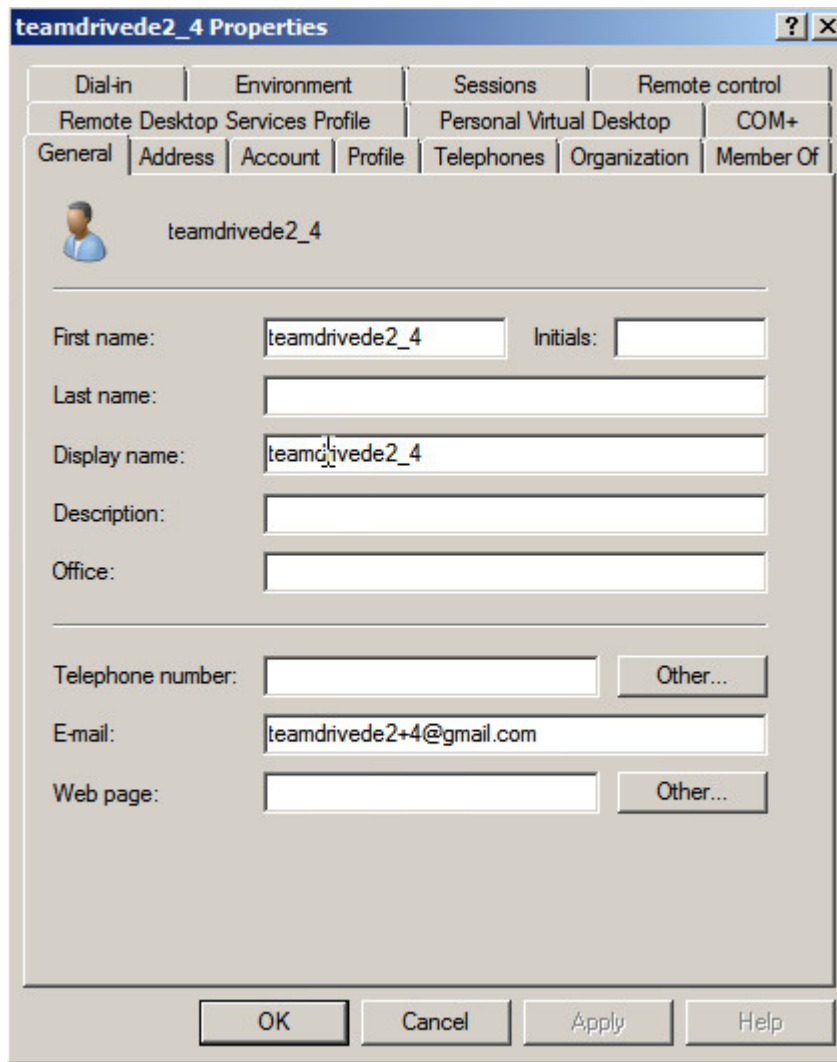 teamdrivede2_4 Properties
Dial-in Environment Sessions Remote control
Remote Desktop Services Profile Personal Virtual Desktop COM+
General Address Account Profile Telephones Organization Member Of
teamdrivede2_4
First name: teamdrivede2_4 Initials:
Last name:
Display name: teamdrivede2_4
Description:
Office:
Telephone number: Other...
E-mail: teamdrivede2+4@gmail.com
Web page: Other...
OK Cancel Apply Help